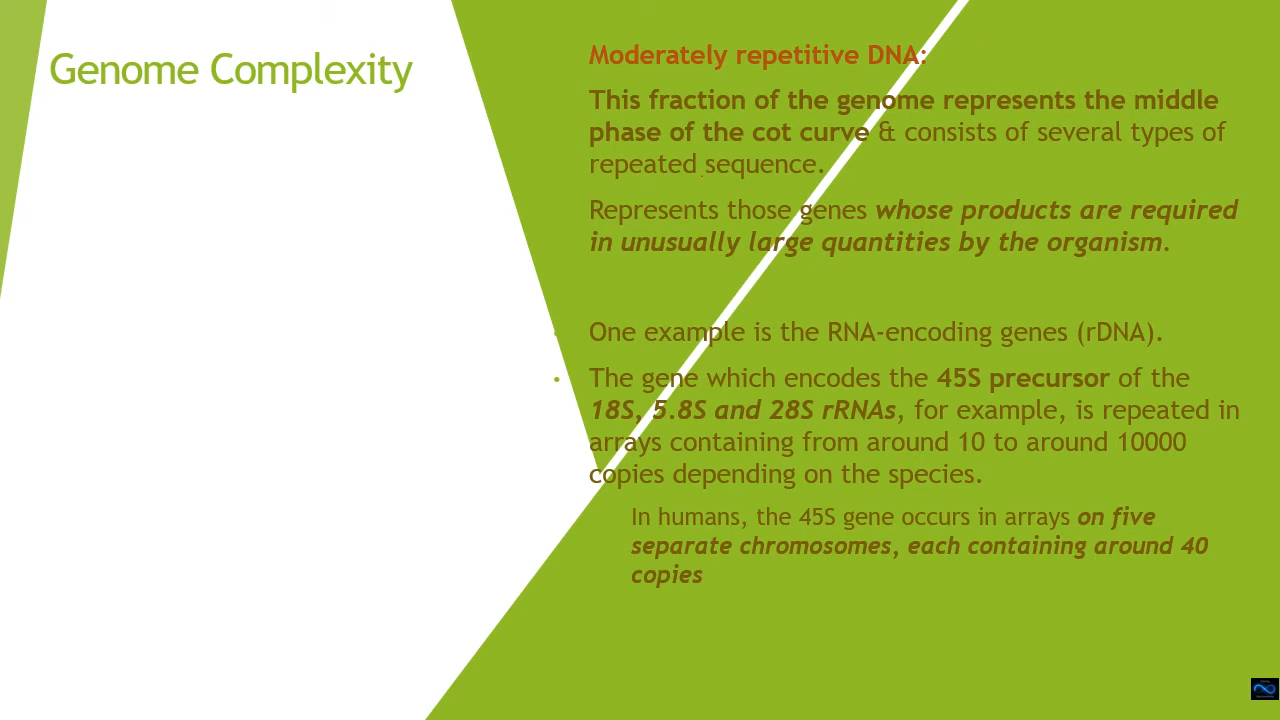 Genome Complexity
Moderately repetitive DNA:
This fraction of the genome represents the middle
phase of the cot curve & consists of several types of
repeated sequence.
Represents those genes whose products are required
in unusually large quantities by the organism.
• One example is the RNA-encoding genes (rDNA).
• The gene which encodes the 45S precursor of the
18S, 5.8S and 28S rRNAs, for example, is repeated in
arrays containing from around 10 to around 10000
copies depending on the species.
In humans, the 45S gene occurs in arrays on five
separate chromosomes, each containing around 40
copies